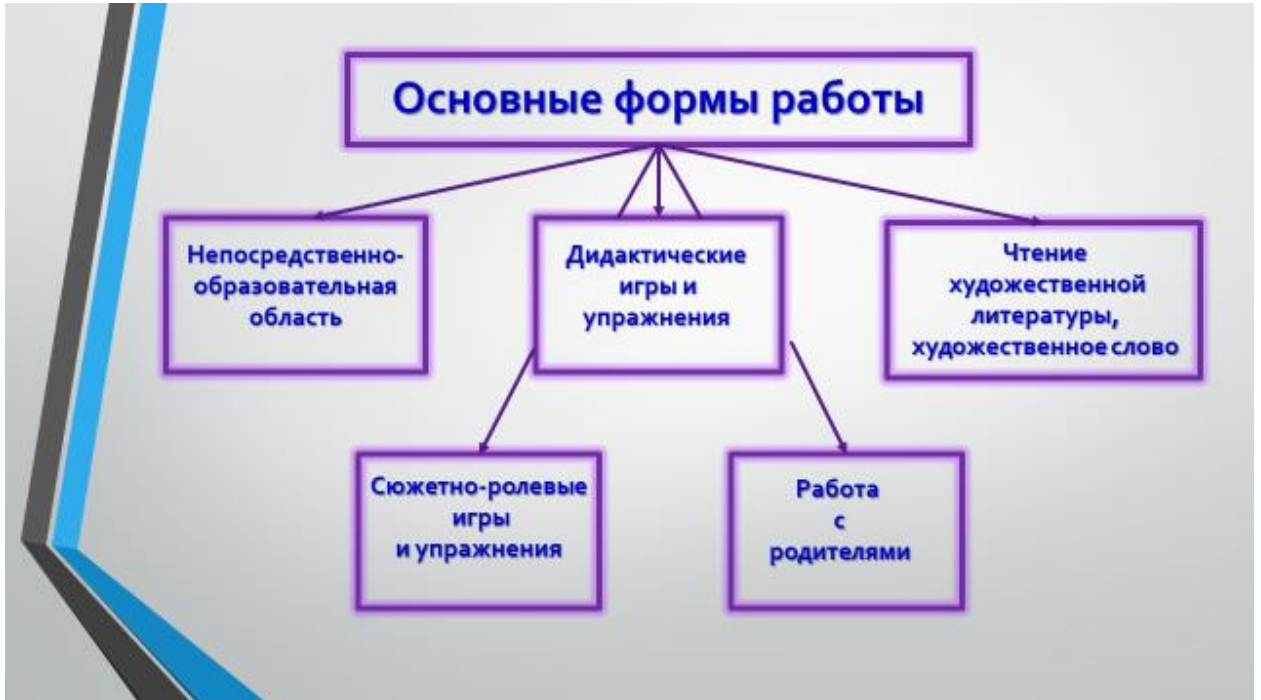 Основные формы работы
Непосредственно-
образовательная
область
Дидактические
игры и
упражнения
Чтение
художественной
литературы,
художественное слово
Сюжетно-ролевые
игры
и упражнения
Работа
с
родителями